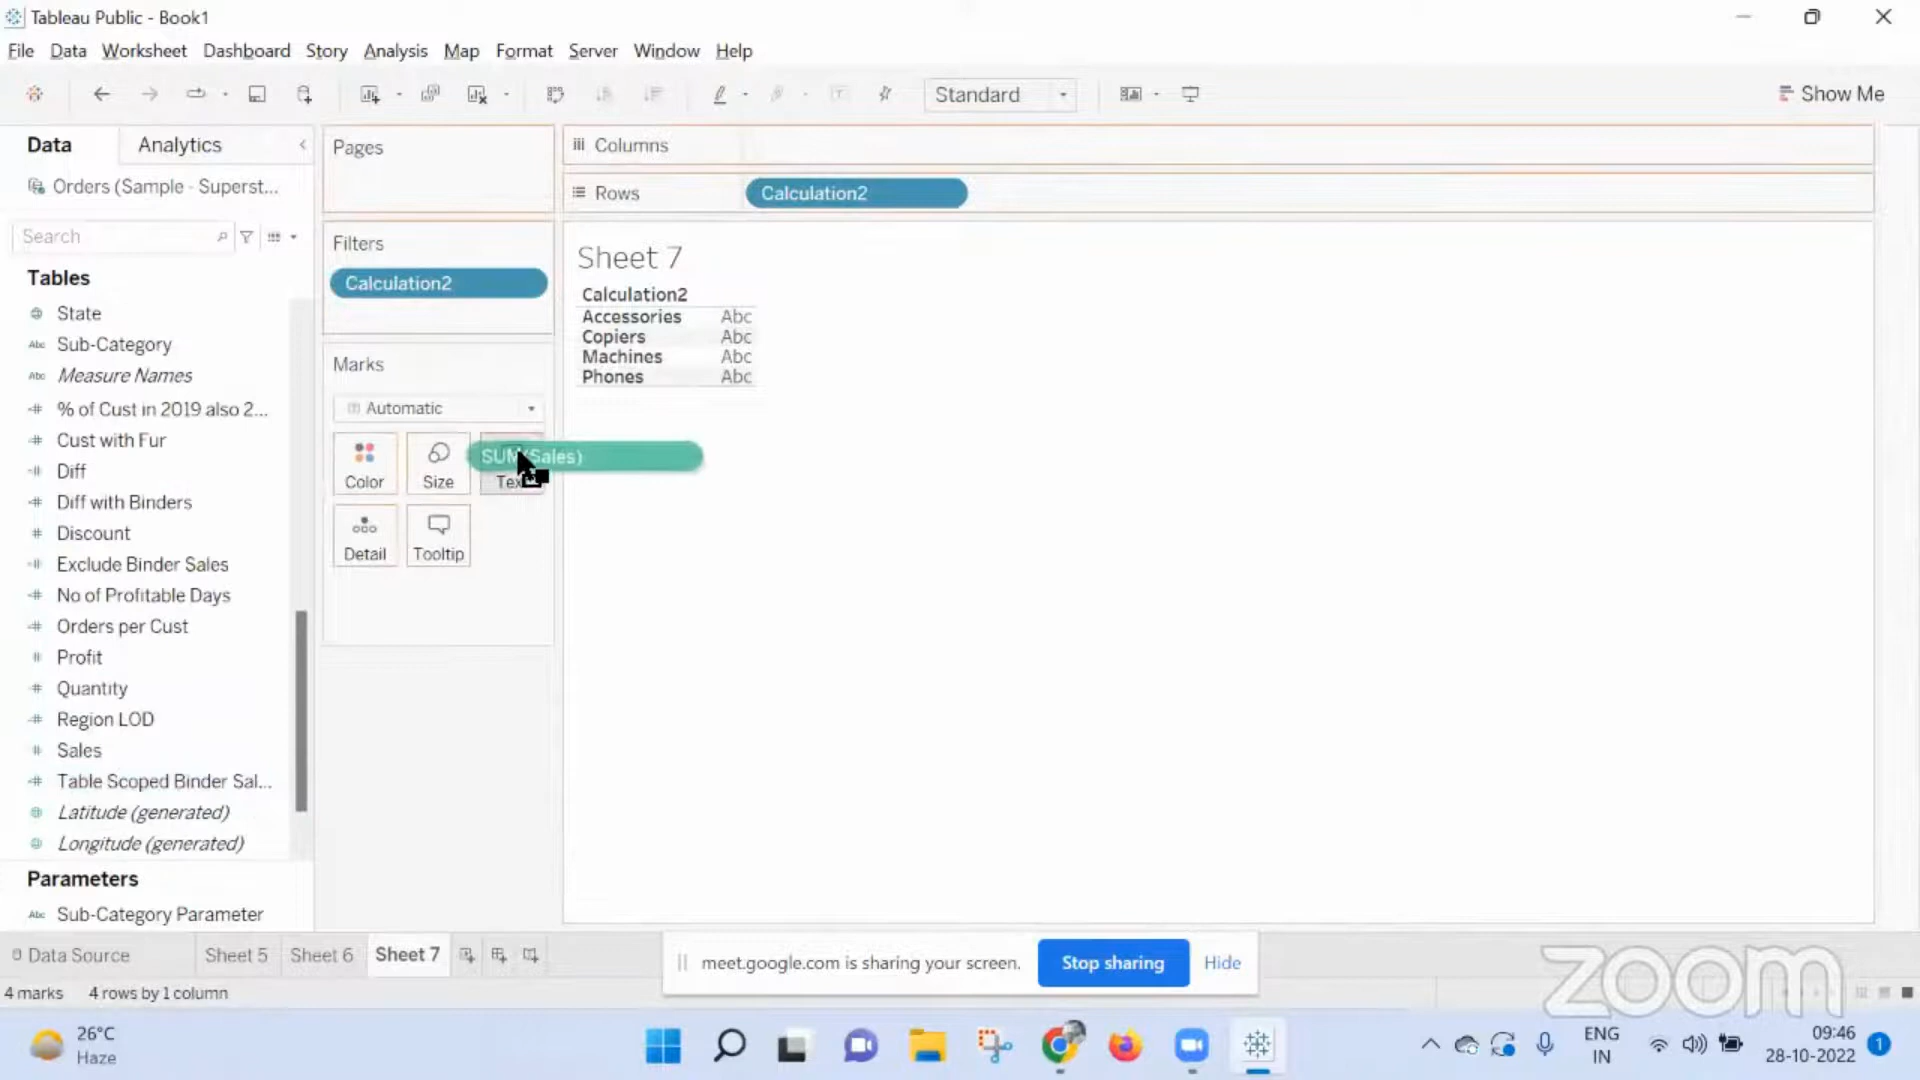 Tableau Public - Book1
File Data Worksheet Dashboard Story Analysis Map Format Server Window Help
Standard
Show Me
Data
Analytics
Orders (Sample - Superst...
Search
Tables
State
Abc Sub-Category
Abc Measure Names
% of Cust in 2019 also 2...
Cust with Fur
Diff
Diff with Binders
Discount
Exclude Binder Sales
No of Profitable Days
Orders per Cust
Profit
Quantity
Region LOD
Sales
Table Scoped Binder Sal...
Latitude (generated)
Longitude (generated)
Parameters
Abc Sub-Category Parameter
Pages
Filters
Calculation2
Marks
Automatic
Color
Size
SUM(Sales)
Detail
Tooltip
Columns
Rows
Calculation2
Sheet 7
Calculation2
Accessories Abc
Copiers Abc
Machines Abc
Phones Abc
Data Source
Sheet 5
Sheet 6
Sheet 7
4 marks
4 rows by 1 column
meet.google.com is sharing your screen.
Stop sharing
Hide
zoom
26°C
Haze
ENG
IN
09:46
28-10-2022
1